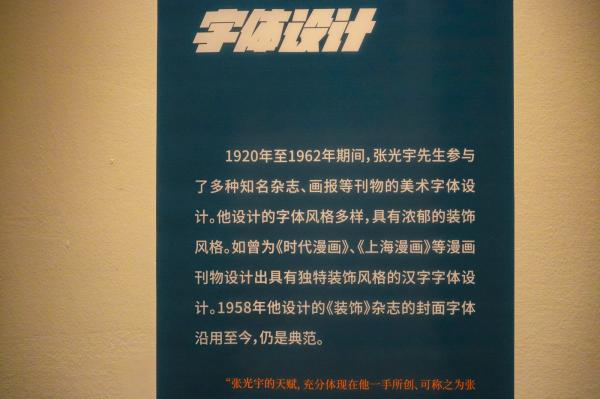 字体设计
1920年至1962年期间,张光宇先生参与
了多种知名杂志、画报等刊物的美术字体设
计。他设计的字体风格多样,具有浓郁的装饰
风格。如曾为《时代漫画》、《上海漫画》等漫画
刊物设计出具有独特装饰风格的汉字字体设
计。1958年他设计的《装饰》杂志的封面字体
沿用至今,仍是典范。
“张光宇的天赋,充分体现在他一手所创、可称之为张